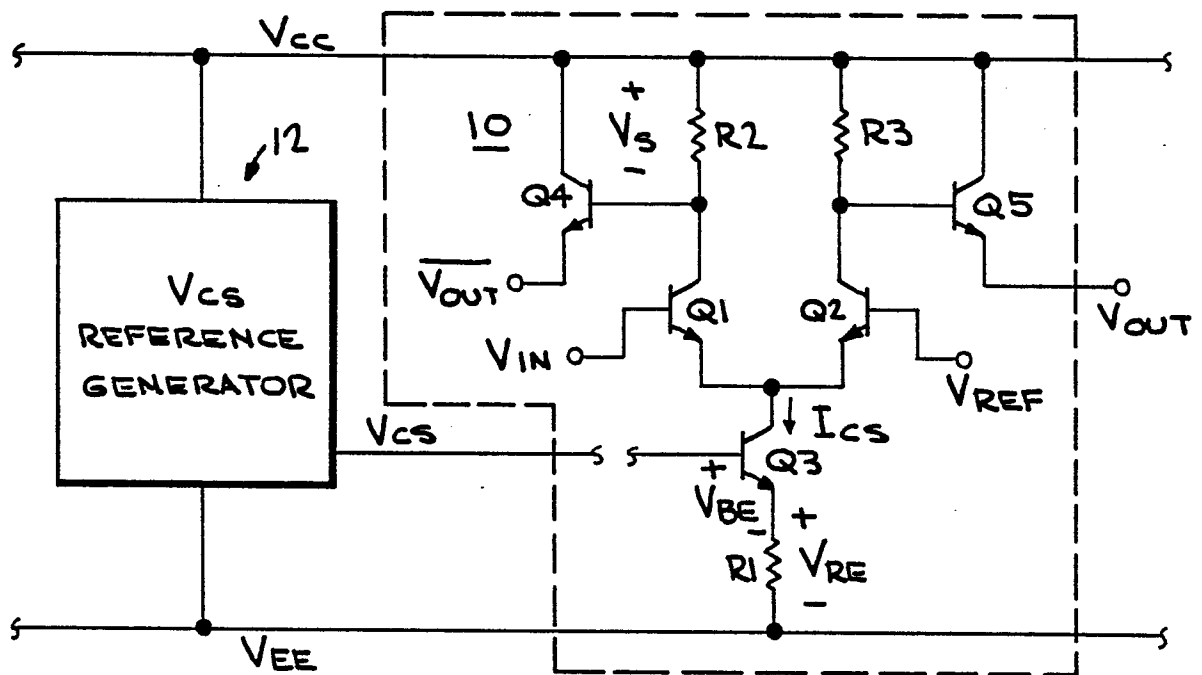 VCC
10
+
VS
-
R2
R3
12
Q4
Q5
VOUT
VCS
REFERENCE
GENERATOR
Q1
Q2
VOUT
VIN
VREF
VCS
ICS
Q3
+
VBE
-
+
R1
VRE
-
VEE